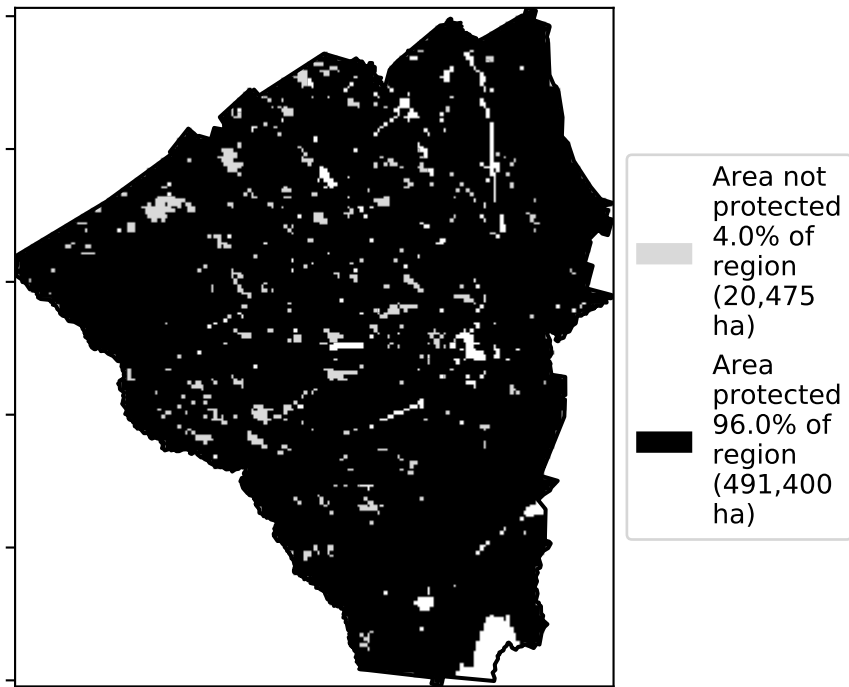 Area not
protected
4.0% of
region
(20,475
ha)
Area
protected
96.0% of
region
(491,400
ha)